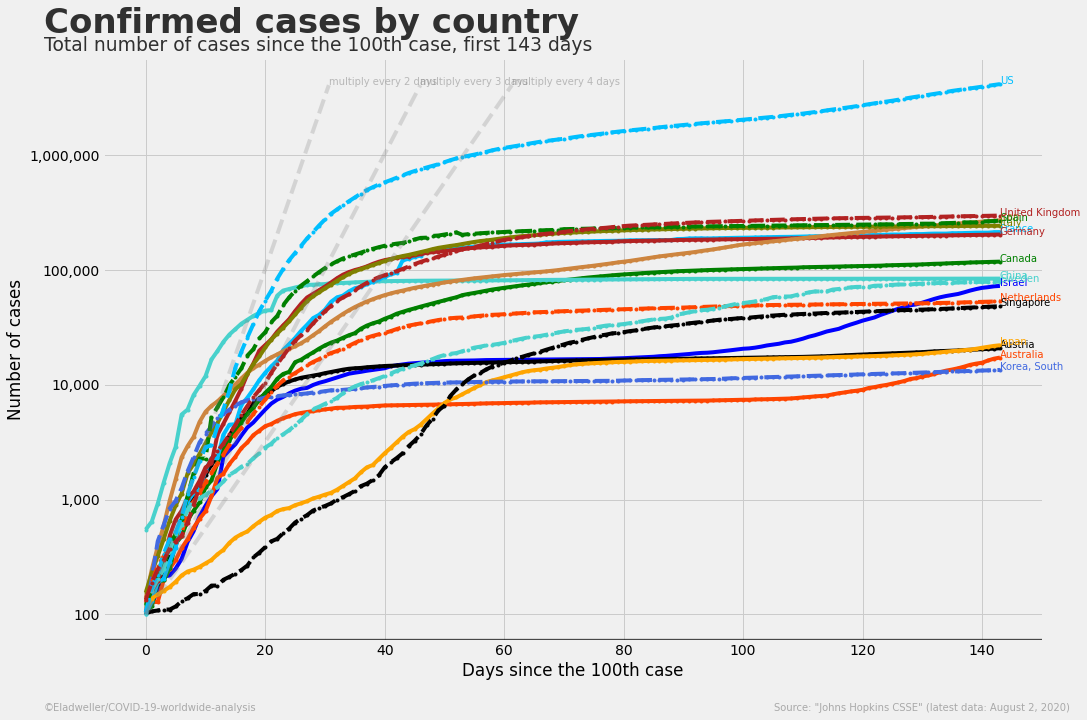 Confirmed cases by country
Total number of cases since the 100th case, first 143 days
multiply every 2 days
multiply every 3 days
multiply every 4 days
US
1,000,000
100,000
10,000
1,000
100
Number of cases
United Kingdom
Spain
Italy
France
Germany
Canada
China
Sweden
Israel
Netherlands
Singapore
Japan
Austria
Australia
Korea, South
0 20 40 60 80 100 120 140
Days since the 100th case
©Eladweller/COVID-19-worldwide-analysis
Source: "Johns Hopkins CSSE" (latest data: August 2, 2020)